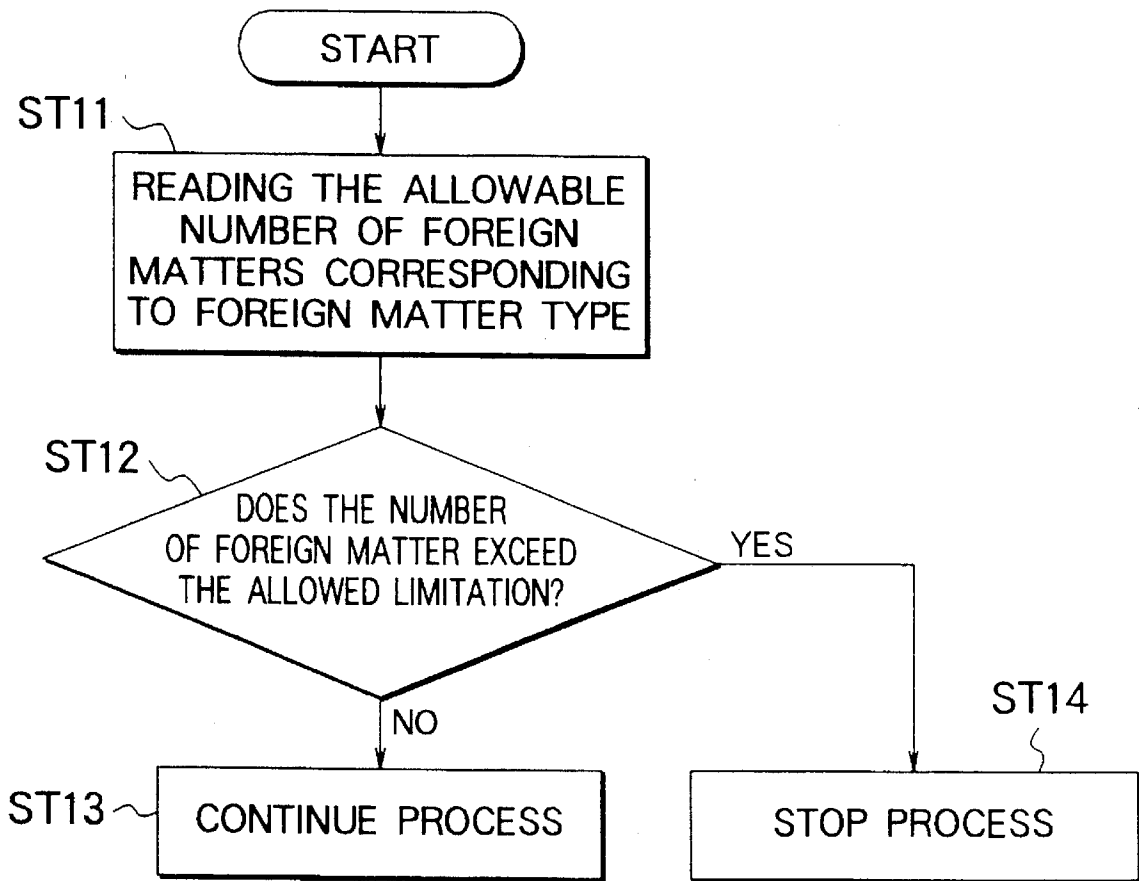 START
ST11
READING THE ALLOWABLE
NUMBER OF FOREIGN
MATTERS CORRESPONDING
TO FOREIGN MATTER TYPE
ST12
DOES THE NUMBER
OF FOREIGN MATTER EXCEED
THE ALLOWED LIMITATION?
YES
NO
ST13
CONTINUE PROCESS
ST14
STOP PROCESS